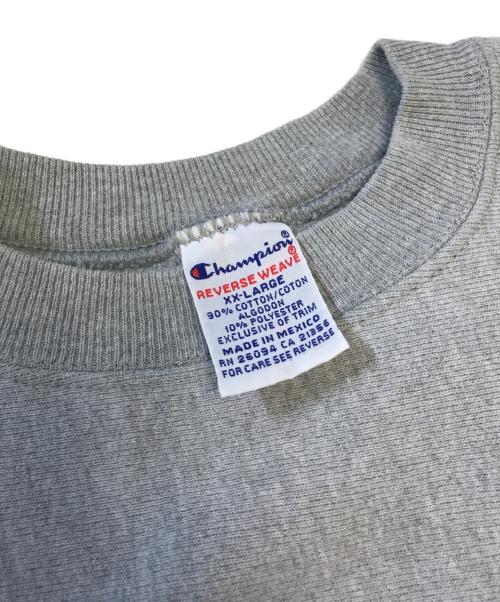 Champion®
REVERSE WEAVE®
XX-LARGE
90% COTTON/COTON
ALGODON
10% POLYESTER
EXCLUSIVE OF TRIM
MADE IN MEXICO
RN 26094 CA 21356
FOR CARE SEE REVERSE